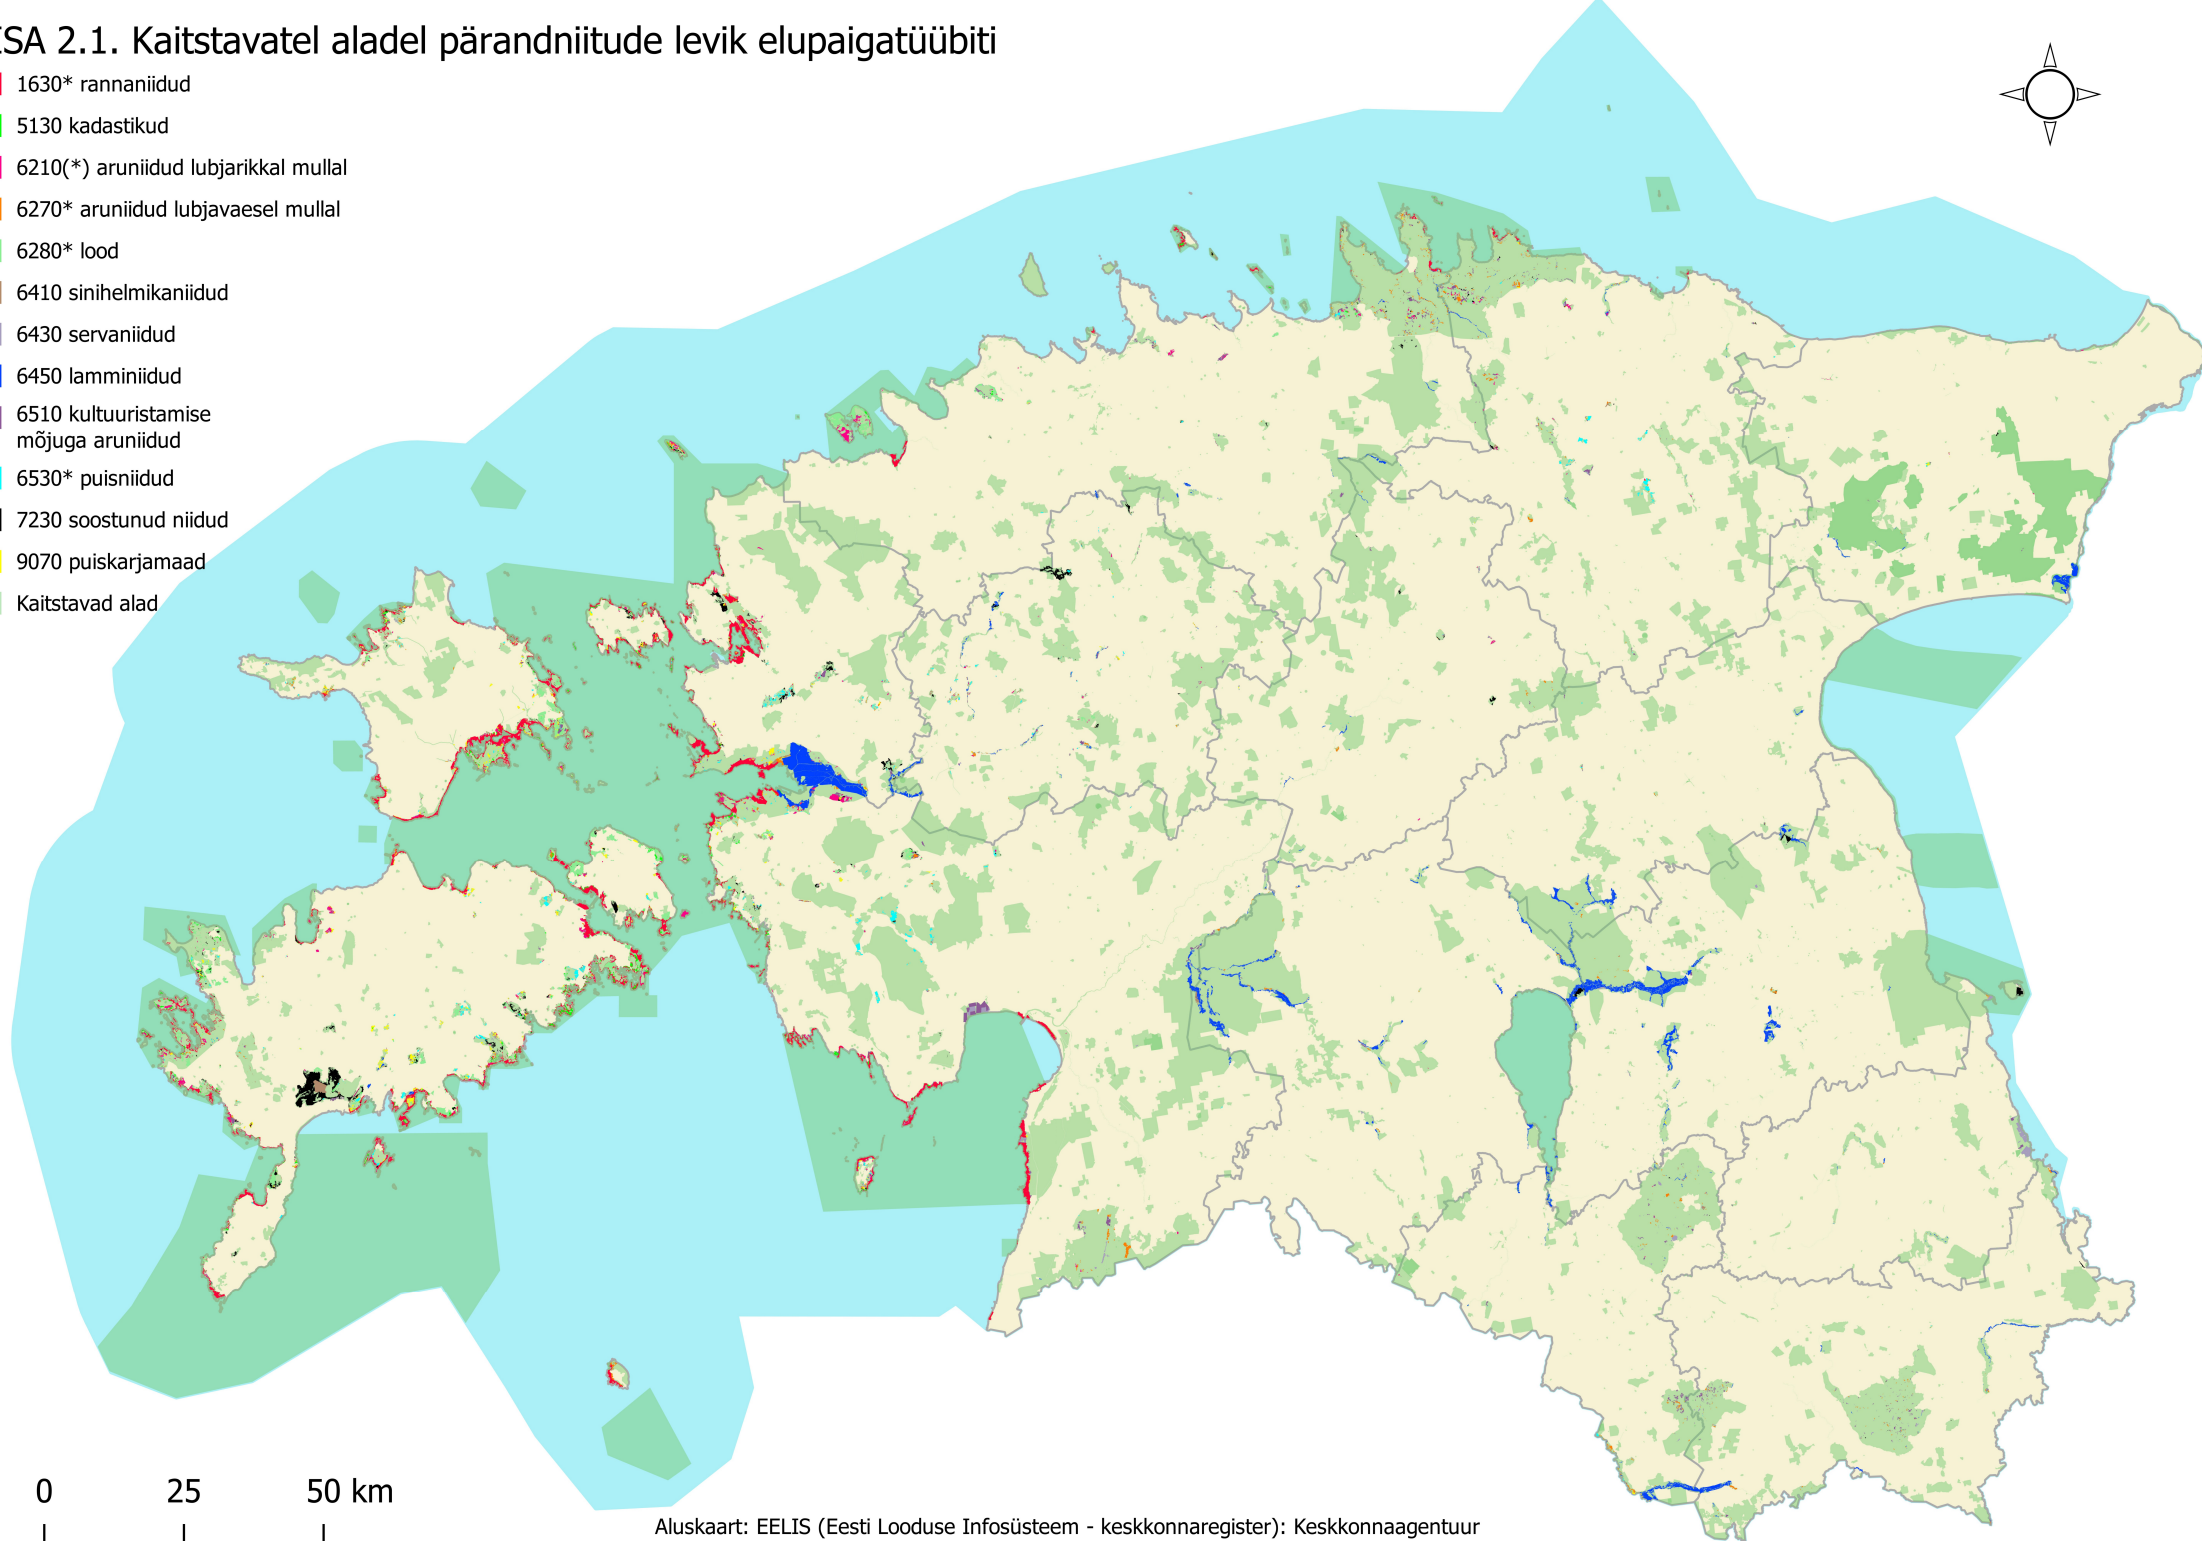 ISA 2.1. Kaitstavatel aladel pärandniitude levik elupaigatüübiti
1630* rannaniidud
5130 kadastikud
6210(*) aruniidud lubjarikkal mullal
6270* aruniidud lubjavaesel mullal
6280* lood
6410 sinihelmikaniidud
6430 servaniidud
6450 lamminiidud
6510 kultuuristamise
mõjuga aruniidud
6530* puisniidud
7230 soostunud niidud
9070 puiskarjamaad
Kaitstavad alad
0 25 50 km
Aluskaart: EELIS (Eesti Looduse Infosüsteem - keskkonnaregister): Keskkonnaagentuur